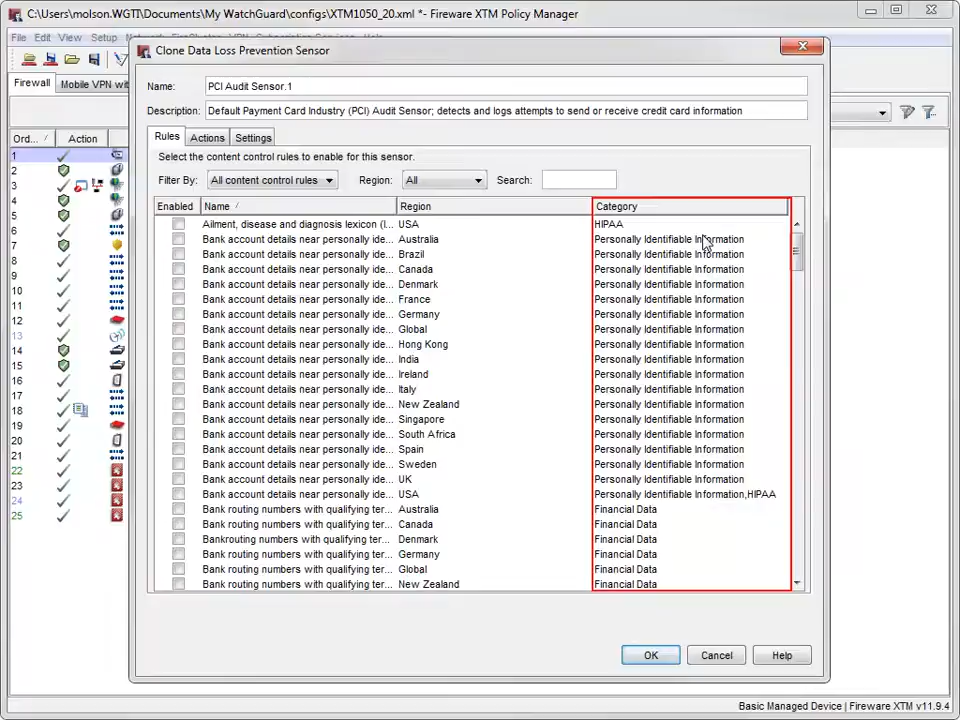 C:\Users\molson.WGTI\Documents\My WatchGuard\configs\XTM1050_20.xml *- Fireware XTM Policy Manager
File Edit View Setup Network FireCluster VPN Subscription Services Help
Clone Data Loss Prevention Sensor
Firewall Mobile VPN wit
Name: PCI Audit Sensor.1
Description: Default Payment Card Industry (PCI) Audit Sensor; detects and logs attempts to send or receive credit card information
Rules Actions Settings
Select the content control rules to enable for this sensor.
Filter By: All content control rules Region: All Search:
Ord... / Action
Enabled Name / Region Category
Ailment, disease and diagnosis lexicon (l... USA HIPAA
Bank account details near personally ide... Australia Personally Identifiable Information
Bank account details near personally ide... Brazil Personally Identifiable Information
Bank account details near personally ide... Canada Personally Identifiable Information
Bank account details near personally ide... Denmark Personally Identifiable Information
Bank account details near personally ide... France Personally Identifiable Information
Bank account details near personally ide... Germany Personally Identifiable Information
Bank account details near personally ide... Global Personally Identifiable Information
Bank account details near personally ide... Hong Kong Personally Identifiable Information
Bank account details near personally ide... India Personally Identifiable Information
Bank account details near personally ide... Ireland Personally Identifiable Information
Bank account details near personally ide... Italy Personally Identifiable Information
Bank account details near personally ide... New Zealand Personally Identifiable Information
Bank account details near personally ide... Singapore Personally Identifiable Information
Bank account details near personally ide... South Africa Personally Identifiable Information
Bank account details near personally ide... Spain Personally Identifiable Information
Bank account details near personally ide... Sweden Personally Identifiable Information
Bank account details near personally ide... UK Personally Identifiable Information
Bank account details near personally ide... USA Personally Identifiable Information,HIPAA
Bank routing numbers with qualifying ter... Australia Financial Data
Bank routing numbers with qualifying ter... Canada Financial Data
Bankrouting numbers with qualifying ter... Denmark Financial Data
Bank routing numbers with qualifying ter... Germany Financial Data
Bank routing numbers with qualifying ter... Global Financial Data
Bank routing numbers with qualifying ter... New Zealand Financial Data
1
2
3
4
5
6
7
8
9
10
11
12
13
14
15
16
17
18
19
20
21
22
23
24
25
OK Cancel Help
Basic Managed Device | Fireware XTM v11.9.4